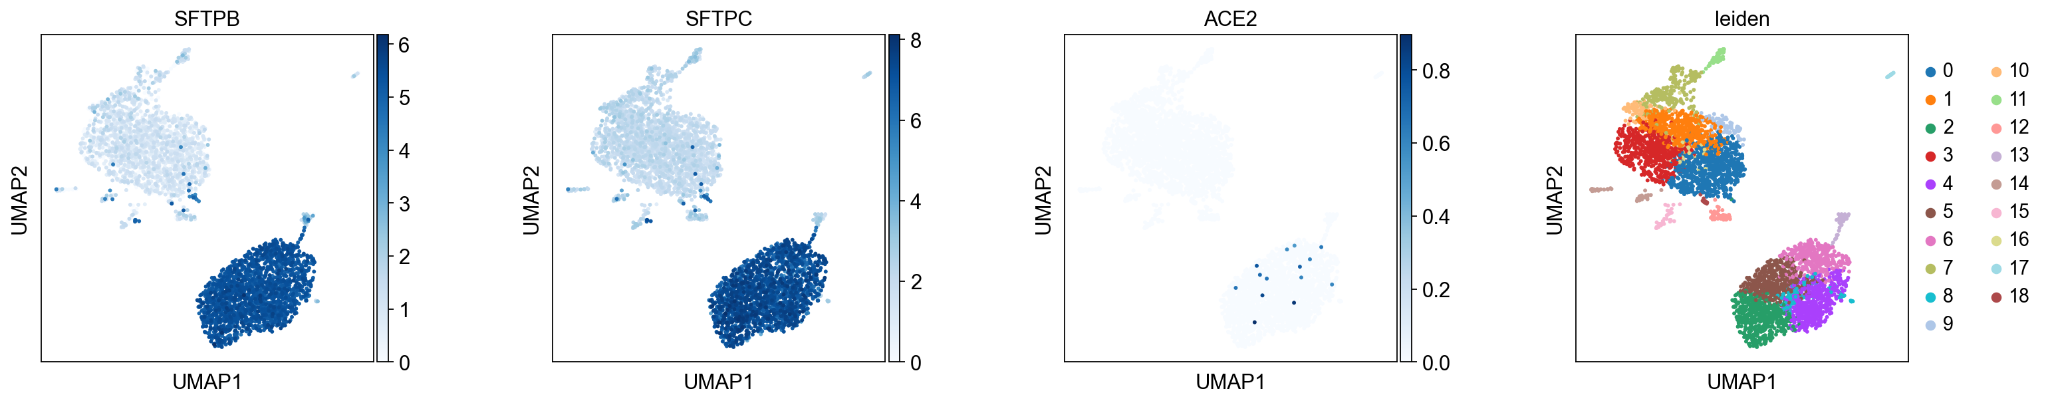 SFTPB
6
5
4
3
2
1
0
UMAP2
UMAP1
SFTPC
8
6
4
2
0
UMAP2
UMAP1
ACE2
0.8
0.6
0.4
0.2
0.0
UMAP2
UMAP1
leiden
UMAP2
UMAP1
0 10
1 11
2 12
3 13
4 14
5 15
6 16
7 17
8 18
9